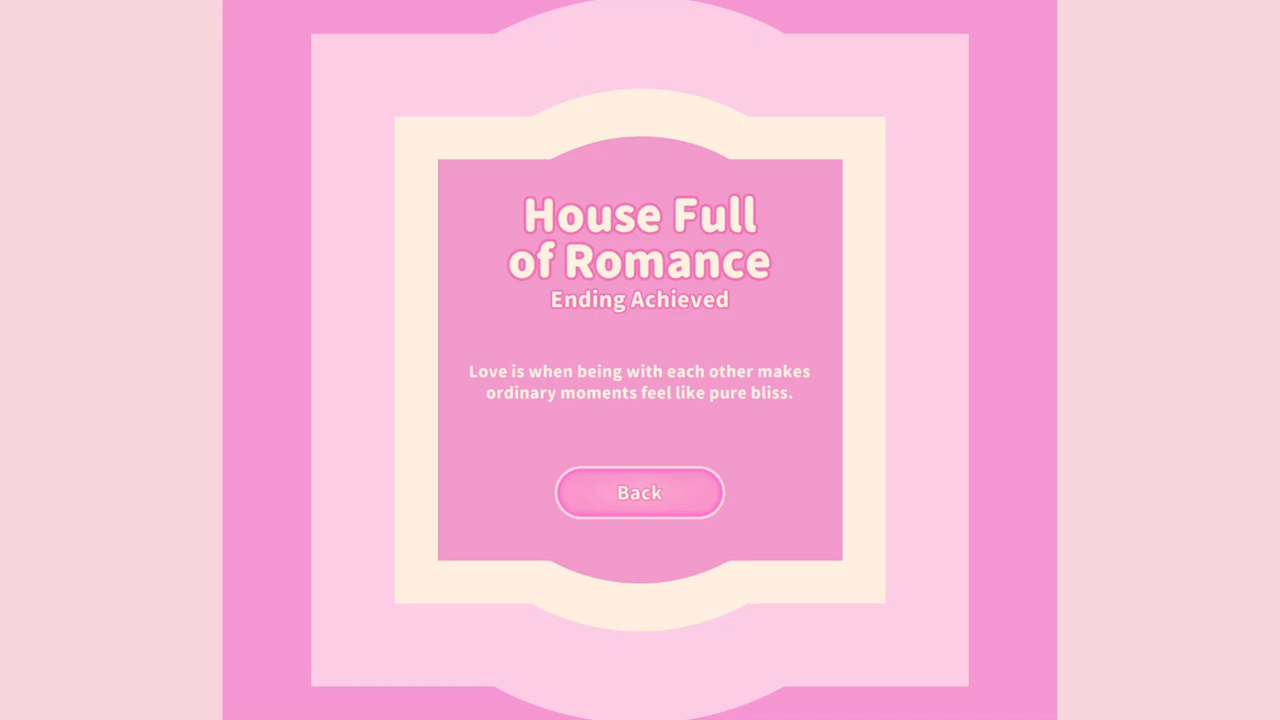 House Full
of Romance
Ending Achieved
Love is when being with each other makes
ordinary moments feel like pure bliss.
Back